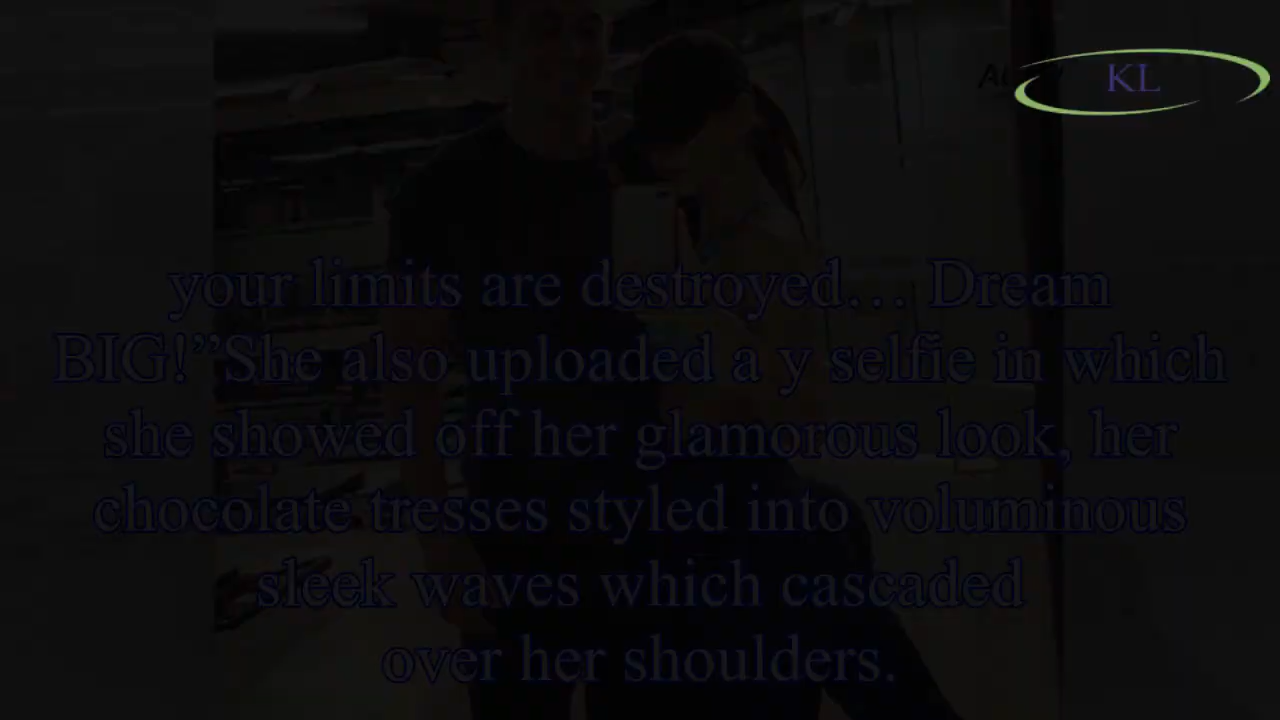 KL
your limits are destroyed… Dream
BIG!”She also uploaded a y selfie in which
she showed off her glamorous look, her
chocolate tresses styled into voluminous
sleek waves which cascaded
over her shoulders.